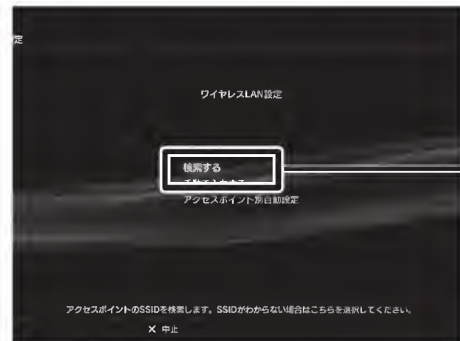 定
ワイヤレスLAN設定
検索する
アクセスポイント別自動設定
アクセスポイントのSSIDを検索します。SSIDがわからない場合はこちらを選択してください。
✕ 中止